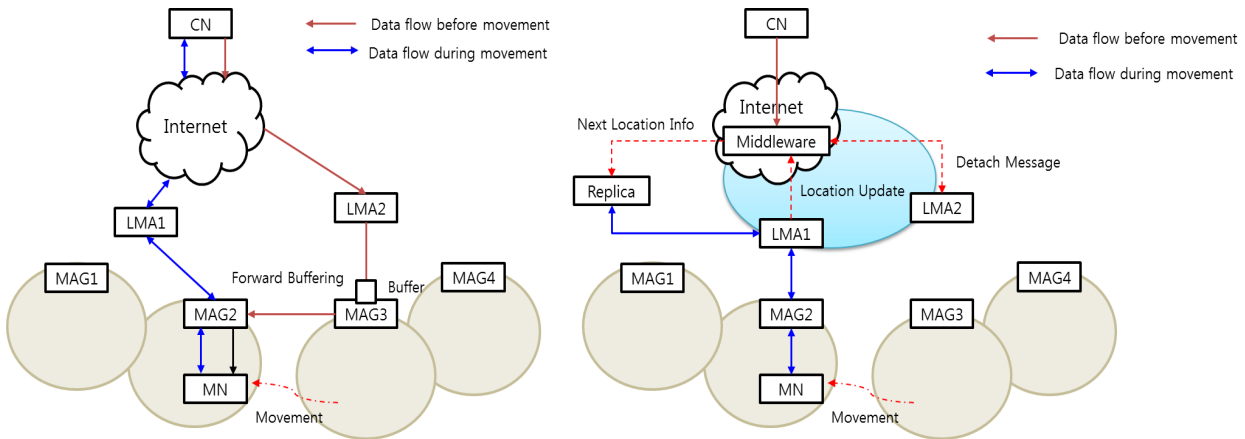 CN
Data flow before movement
Data flow during movement
Internet
LMA1
LMA2
MAG1
Forward Buffering
Buffer
MAG4
MAG2
MAG3
MN
Movement
CN
Data flow before movement
Data flow during movement
Internet
Next Location Info
Middleware
Detach Message
Replica
Location Update
LMA2
LMA1
MAG1
MAG4
MAG2
MAG3
MN
Movement